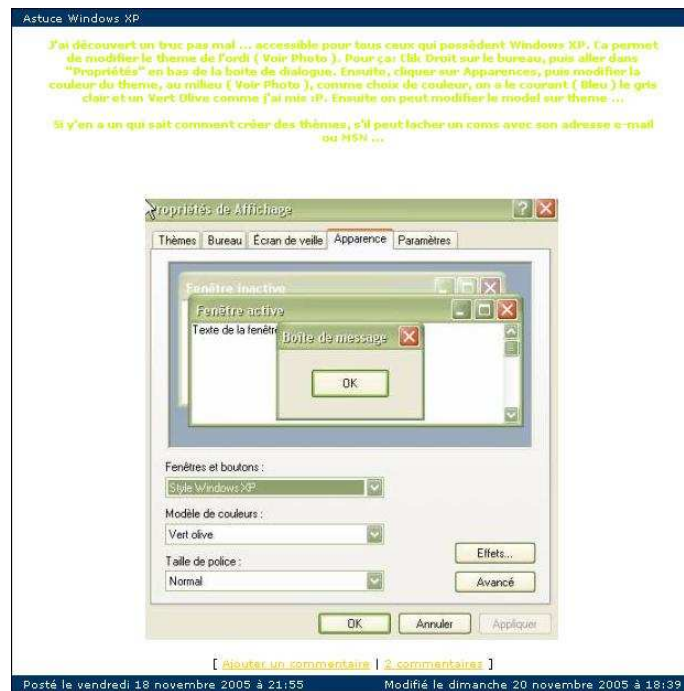 Astuce Windows XP
J'ai découvert un truc pas mal ... accessible pour tous ceux qui possèdent Windows XP. Ca permet
de modifier le theme de l'ordi ( Voir Photo ). Pour ça: Clik Droit sur le bureau, puis aller dans
"Propriétés" en bas de la boite de dialogue. Ensuite, cliquer sur Apparences, puis modifier la
couleur du theme, au milieu ( Voir Photo ), comme choix de couleur, on a le courant ( Bleu ) le gris
clair et un Vert Olive comme j'ai mis :P. Ensuite on peut modifier le model sur theme ...
Si y'en a un qui sait comment créer des thèmes, s'il peut lacher un coms avec son adresse e-mail
ou MSN ...
Propriétés de Affichage
Thèmes Bureau Écran de veille Apparence Paramètres
Fenêtre inactive
Fenêtre active
Texte de la fenêtre
Boîte de message
OK
Fenêtres et boutons :
Style Windows XP
Modèle de couleurs :
Vert olive
Taille de police :
Normal
Effets...
Avancé
OK Annuler Appliquer
[ Ajouter un commentaire | 2 commentaires ]
Posté le vendredi 18 novembre 2005 à 21:55 Modifié le dimanche 20 novembre 2005 à 18:39